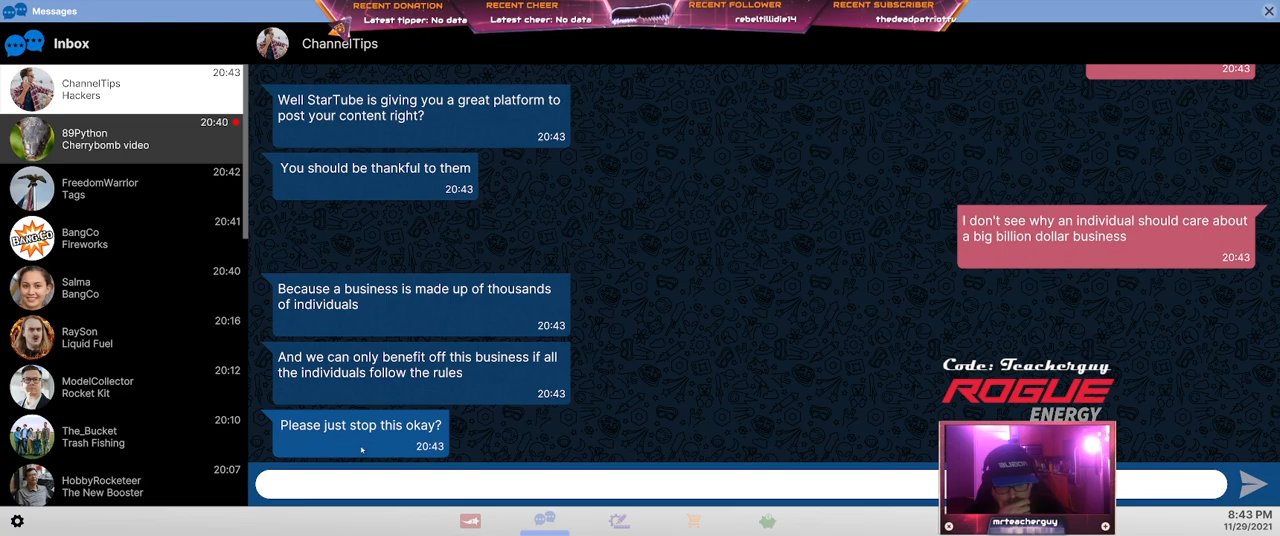 Messages
RECENT DONATION
Latest tipper: No data
RECENT CHEER
Latest cheer: No data
RECENT FOLLOWER
rebeltillidie14
RECENT SUBSCRIBER
thedeadpatriottv
Inbox
ChannelTips
ChannelTips
Hackers
20:43
89Python
Cherrybomb video
20:40
FreedomWarrior
Tags
20:42
BANG.CO
BangCo
Fireworks
20:41
Salma
BangCo
20:40
RaySon
Liquid Fuel
20:16
ModelCollector
Rocket Kit
20:12
The_Bucket
Trash Fishing
20:10
HobbyRocketeer
The New Booster
20:07
20:43
Well StarTube is giving you a great platform to
post your content right?
20:43
You should be thankful to them
20:43
I don't see why an individual should care about
a big billion dollar business
20:43
Because a business is made up of thousands
of individuals
20:43
And we can only benefit off this business if all
the individuals follow the rules
20:43
Please just stop this okay?
20:43
Code: Teacherguy
ROGUE
ENERGY
mrteacherguy
8:43 PM
11/29/2021